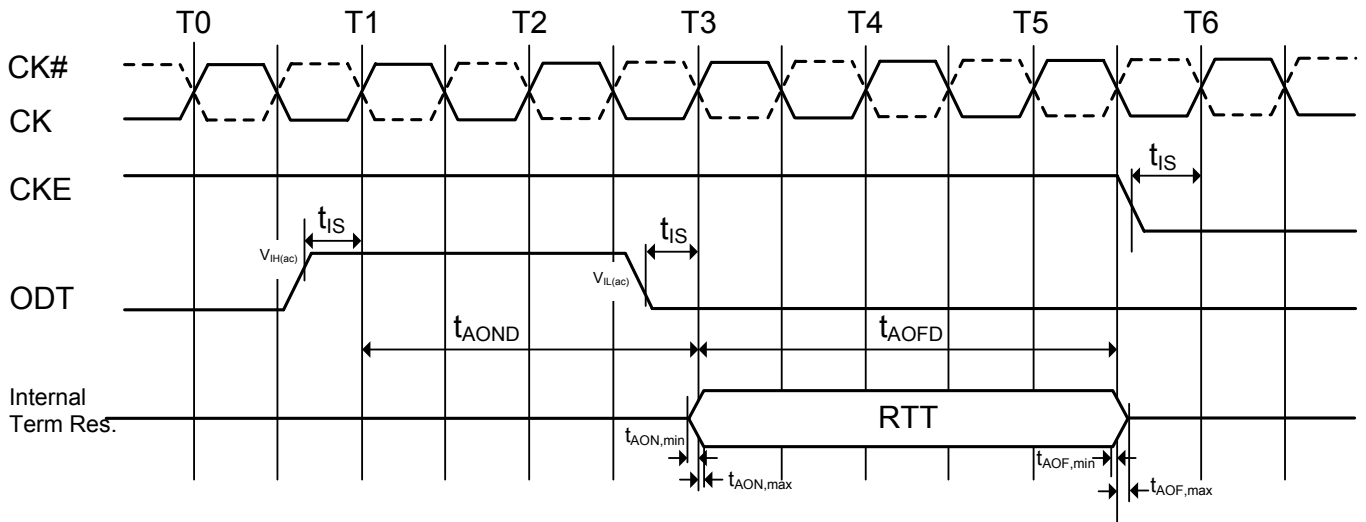 T0 T1 T2 T3 T4 T5 T6
CK#
CK
CKE
tIS
tIS
tIS
VIH(ac)
VIL(ac)
ODT
tAOND
tAOFD
Internal
Term Res.
RTT
tAON,min
tAOF,min
tAON,max
tAOF,max